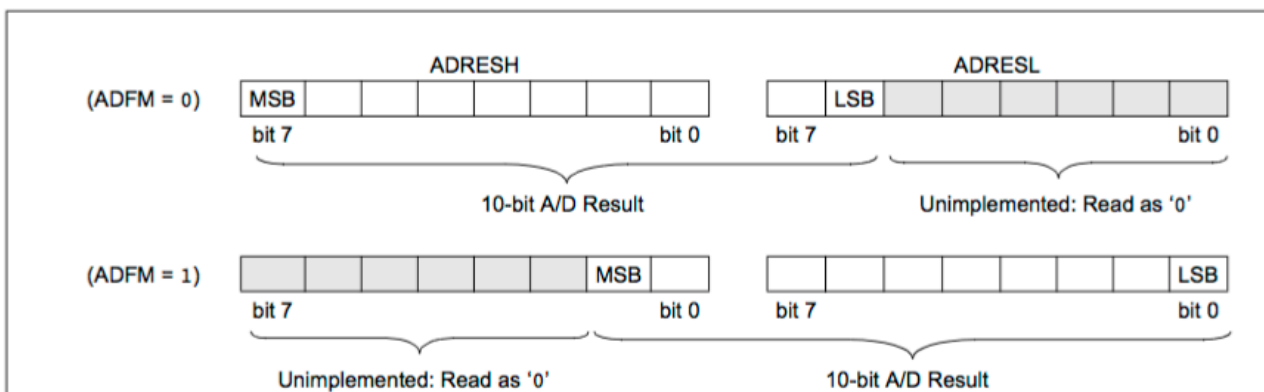 ADRESH ADRESL
(ADFM = 0) MSB LSB
bit 7 bit 0 bit 7 bit 0
10-bit A/D Result Unimplemented: Read as ‘0’
(ADFM = 1) MSB LSB
bit 7 bit 0 bit 7 bit 0
Unimplemented: Read as ‘0’ 10-bit A/D Result